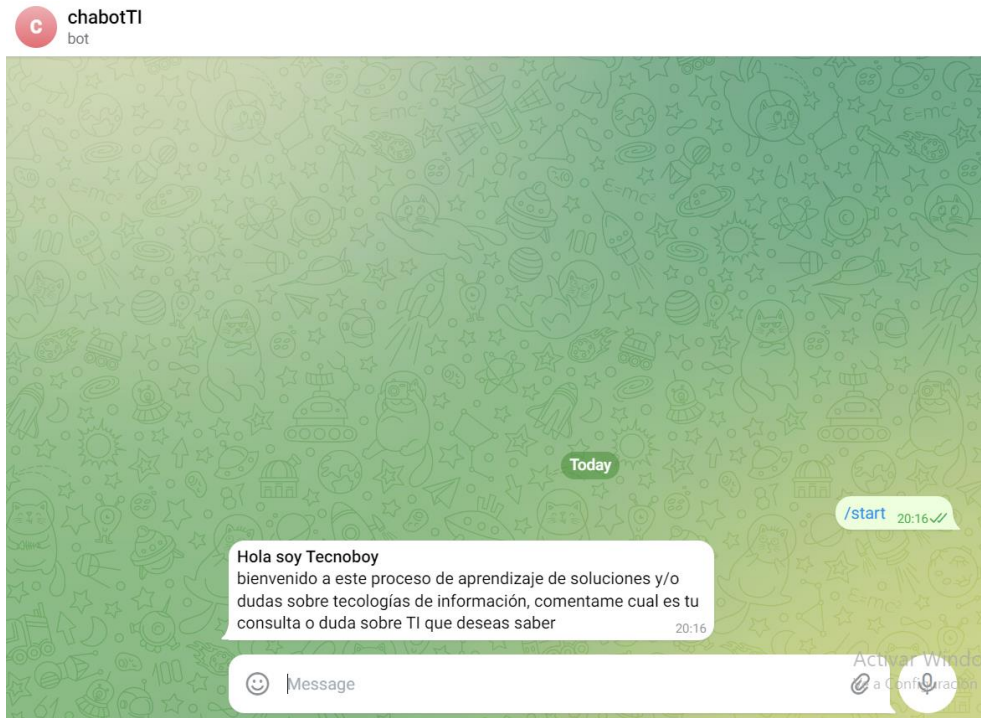 C
chabotTI
bot
Today
/start 20:16
Hola soy Tecnoboy
bienvenido a este proceso de aprendizaje de soluciones y/o
dudas sobre tecologías de información, comentame cual es tu
consulta o duda sobre TI que deseas saber
20:16
Message
Activar Windo
a Configuración